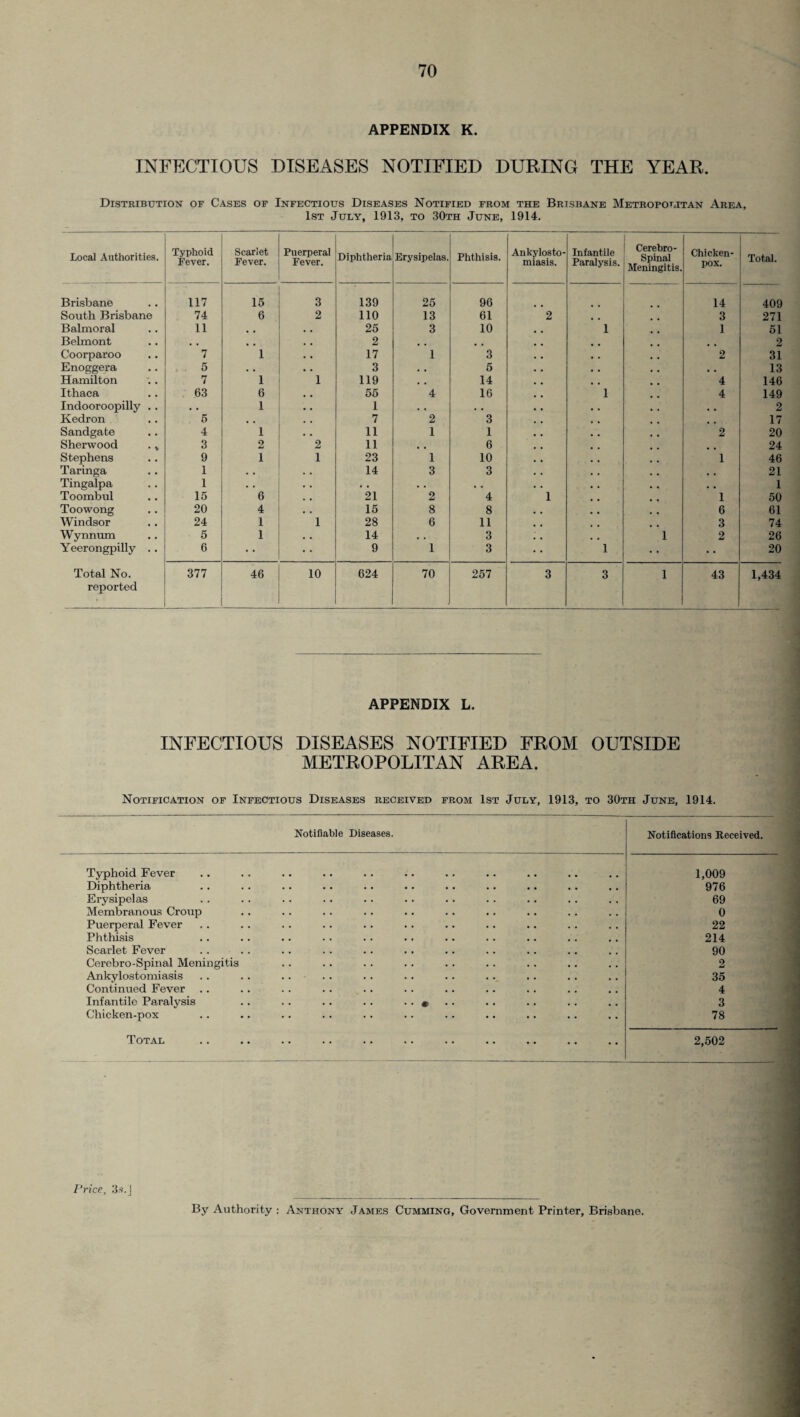 70
APPENDIX K.
INFECTIOUS DISEASES NOTIFIED DURING THE YEAR.
Distribution of Cases of Infectious Diseases Notified from the Brisbane Metropolitan Area,
1st July, 1913, to 30th June, 1914.
Local Authorities. Typhoid Fever. Scarlet Fever. Puerperal Fever. Diphtheria Erysipelas. Phthisis. Ankylosto-miasis. Infantile Paralysis. Cerebro-Spinal Meningitis. Chicken-pox. Total.
Brisbane .. 117 15 3 139 25 96 .. .. .. 14 409
South Brisbane 74 6 2 110 13 61 2 .. .. 3 271
Balmoral .. 11 .. .. 25 3 10 .. 1 .. 1 51
Belmont .. .. .. .. 2 .. .. .. .. .. .. 2
Coorparoo .. 7 1 .. 17 1 3 .. .. .. 2 31
Enoggera .. 5 .. .. 3 .. 5 .. .. .. .. 13
Hamilton .. 7 1 1 119 .. 14 .. .. .. 4 146
Ithaca .. 63 6 .. 55 4 16 .. 1 .. 4 149
Indooroopilly .. .. 1 .. 1 .. .. .. .. .. .. 2
Kedron .. 5 .. .. 7 2 3 .. .. .. .. 17
Sandgate .. 4 1 .. 11 1 1 .. .. .. 2 20
Sherwood .. 3 2 2 11 .. 6 .. .. .. .. 24
Stephens .. 9 1 1 23 1 10 .. .. .. 1 46
Taringa .. 1 .. .. 14 3 3 .. .. .. .. 21
Tingalpa .. 1 .. .. .. .. .. .. .. .. .. 1
Toombul .. 15 6 .. 21 2 4 1 .. .. 1 50
Toowong .. 20 4 .. 15 8 8 .. .. .. 6 61
Windsor .. 24 1 1 28 6 11 .. .. .. 3 74
Wynnum .. 5 1 .. 14 .. 3 .. .. 1 2 26
Yeerongpilly .. 6 .. .. 9 1 3 .. 1 .. .. 20
Total No. reported 377 46 10 624 70 257 3 3 1 43 1,434
APPENDIX L.
INFECTIOUS DISEASES NOTIFIED FROM OUTSIDE
METROPOLITAN AREA.
Notification of Infectious Diseases received from 1st July, 1913, to 30th June, 1914.
Notifiable Diseases. Notifications Received.
Typhoid Fever .. .. .. .. .. .. .. .. .. .. .. 1,009
Diphtheria .. .. .. .. .. .. .. .. .. .. .. 976
Erysipelas .. .. .. .. .. .. .. .. .. .. .. 69
Membranous Croup .. .. .. .. .. .. .. .. .. .. 0
Puerperal Fever .. .. .. .. .. .. .. .. .. .. .. 22
Phthisis .. .. .. .. .. .. .. .. .. .. .. 214
Scarlet Fever .. .. .. .. .. .. .. .. .. .. .. 90
Cerebro-Spinal Meningitis .. .. .. .. .. .. .. .. .. 2
Ankylostomiasis .. .. .. .. .. .. .. .. .. .. .. 35
Continued Fever .. .. .. .. .. .. .. .. .. .. .. 4
Infantile Paralysis .. .. .. .. .. .. .. .. .. .. 3
Chicken-pox .. .. .. .. .. .. .. .. .. .. .. 78
Total .. .. .. .. .. .. .. .. .. .. .. 2,502
Price, 3s.]
By Authority : Anthony James Cumming, Government Printer, Brisbane.